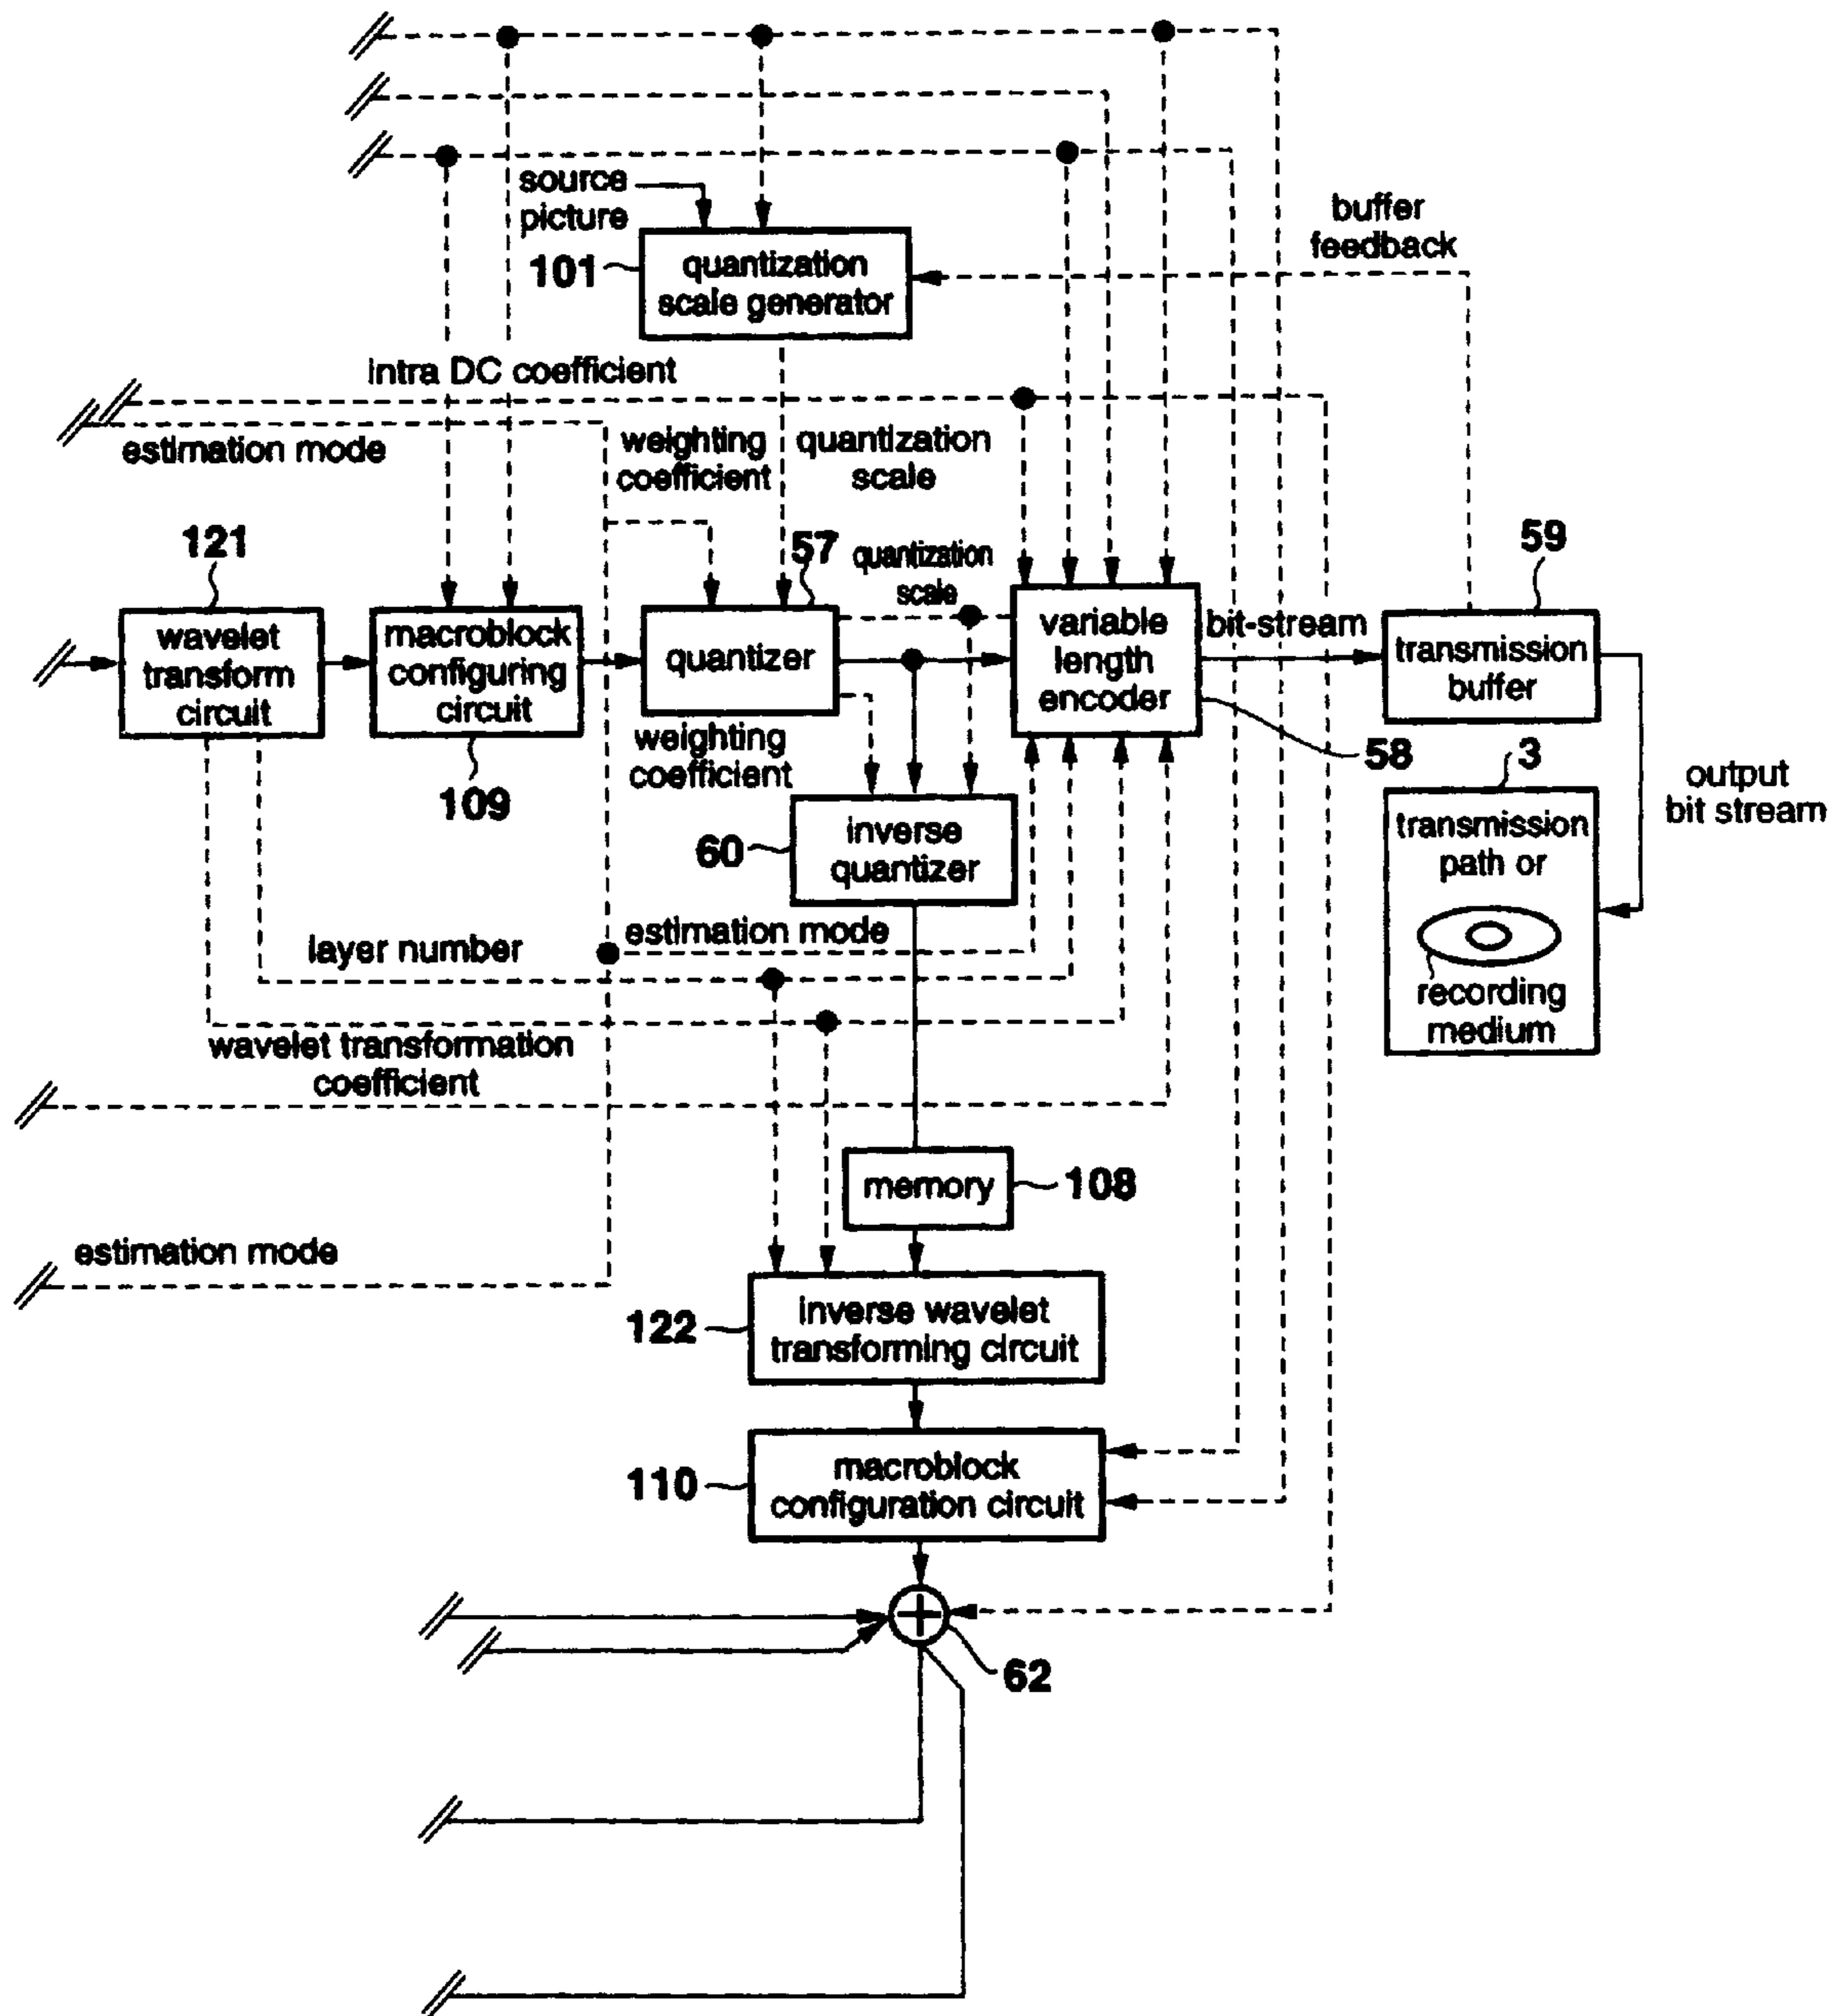 source
picture
buffer
feedback
101
quantization
scale generator
intra DC coefficient
estimation mode
weighting
coefficient
quantization
scale
121
57
quantization
scale
59
wavelet
transform
circuit
macroblock
configuring
circuit
quantizer
variable
length
encoder
bit-stream
transmission
buffer
109
weighting
coefficient
58
3
output
bit stream
60
inverse
quantizer
transmission
path or
recording
medium
layer number
estimation mode
wavelet transformation
coefficient
memory
108
estimation mode
122
inverse wavelet
transforming circuit
110
macroblock
configuration circuit
62